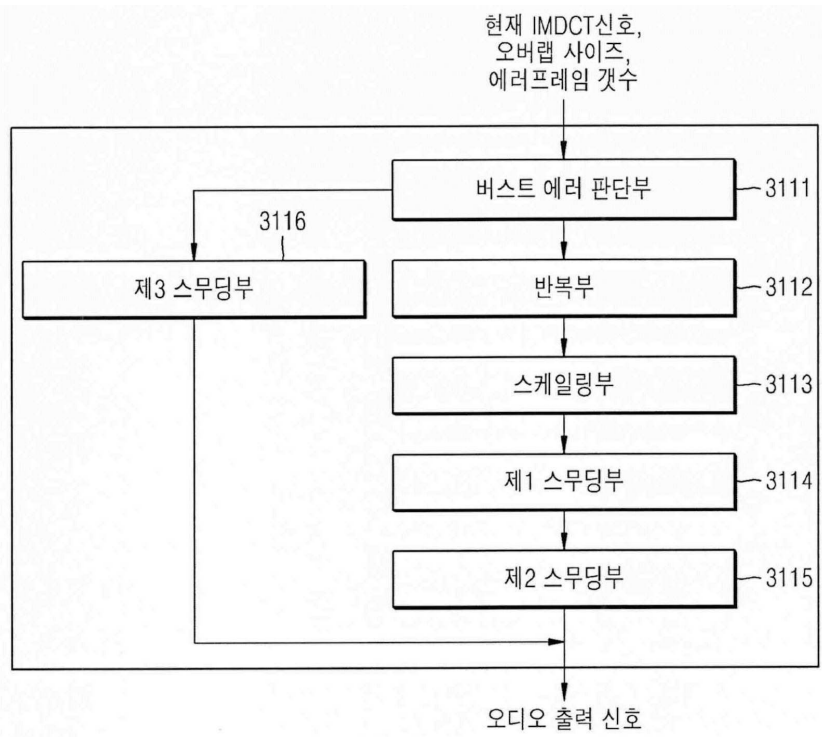 현재 IMDCT신호,
오버랩 사이즈,
에러프레임 갯수
버스트 에러 판단부
3111
3116
제3 스무딩부
반복부
3112
스케일링부
3113
제1 스무딩부
3114
제2 스무딩부
3115
오디오 출력 신호